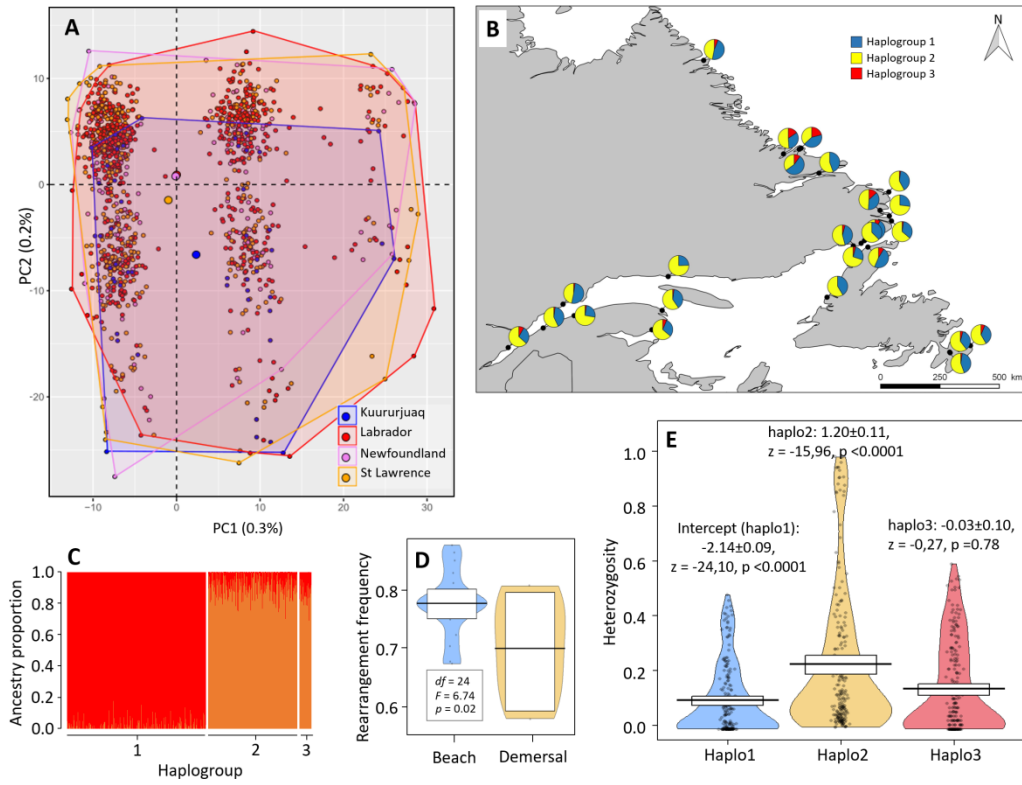 A
10
0
-10
-20
PC2 (0.2%)
-10
0
10
20
30
PC1 (0.3%)
Kuururjuaq
Labrador
Newfoundland
St Lawrence
B
Haplogroup 1
Haplogroup 2
Haplogroup 3
N
0 250 500 km
C
Ancestry proportion
1.0
0.8
0.6
0.4
0.2
0.0
1 2 3
Haplogroup
D
Rearrangement frequency
0.8
0.7
0.6
df = 24
F = 6.74
p = 0.02
Beach Demersal
E
haplo2: 1.20±0.11,
z = -15,96, p <0.0001
Intercept (haplo1):
-2.14±0.09,
z = -24,10, p <0.0001
haplo3: -0.03±0.10,
z = -0,27, p =0.78
Heterozygosity
1.0
0.8
0.6
0.4
0.2
0.0
Haplo1 Haplo2 Haplo3